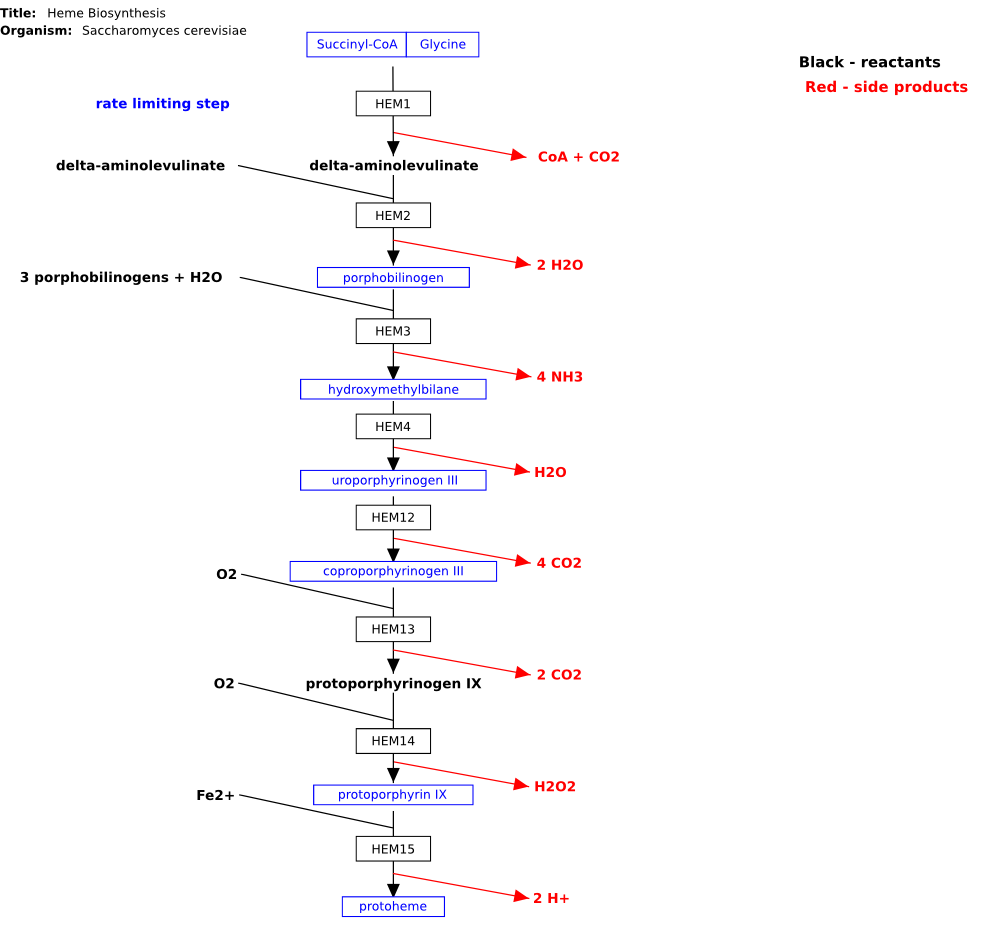 Title: Heme Biosynthesis
Organism: Saccharomyces cerevisiae
Succinyl-CoA Glycine
Black - reactants
Red - side products
rate limiting step
HEM1
CoA + CO2
delta-aminolevulinate
delta-aminolevulinate
HEM2
2 H2O
3 porphobilinogens + H2O
porphobilinogen
HEM3
4 NH3
hydroxymethylbilane
HEM4
H2O
uroporphyrinogen III
HEM12
4 CO2
O2
coproporphyrinogen III
HEM13
2 CO2
O2
protoporphyrinogen IX
HEM14
H2O2
Fe2+
protoporphyrin IX
HEM15
2 H+
protoheme